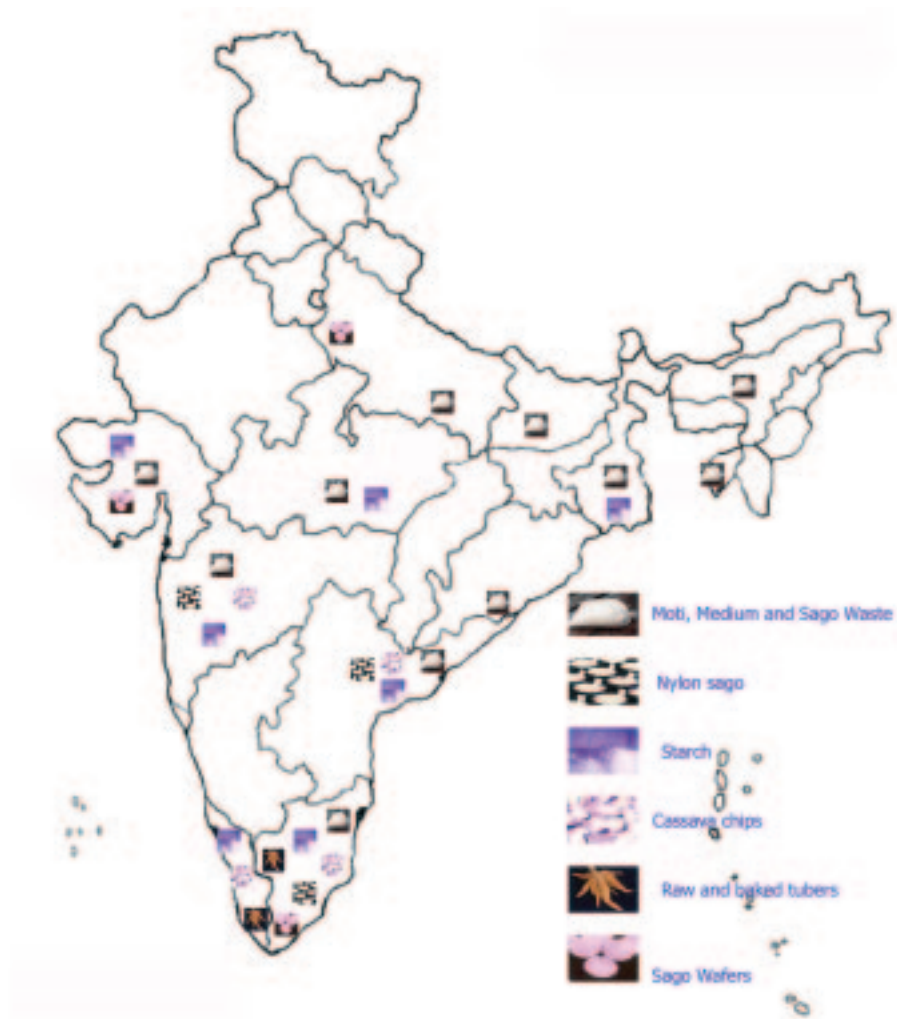 Moti, Medium and Sago Waste
Nylon sago
Starch
Cassava chips
Raw and baked tubers
Sago Wafers